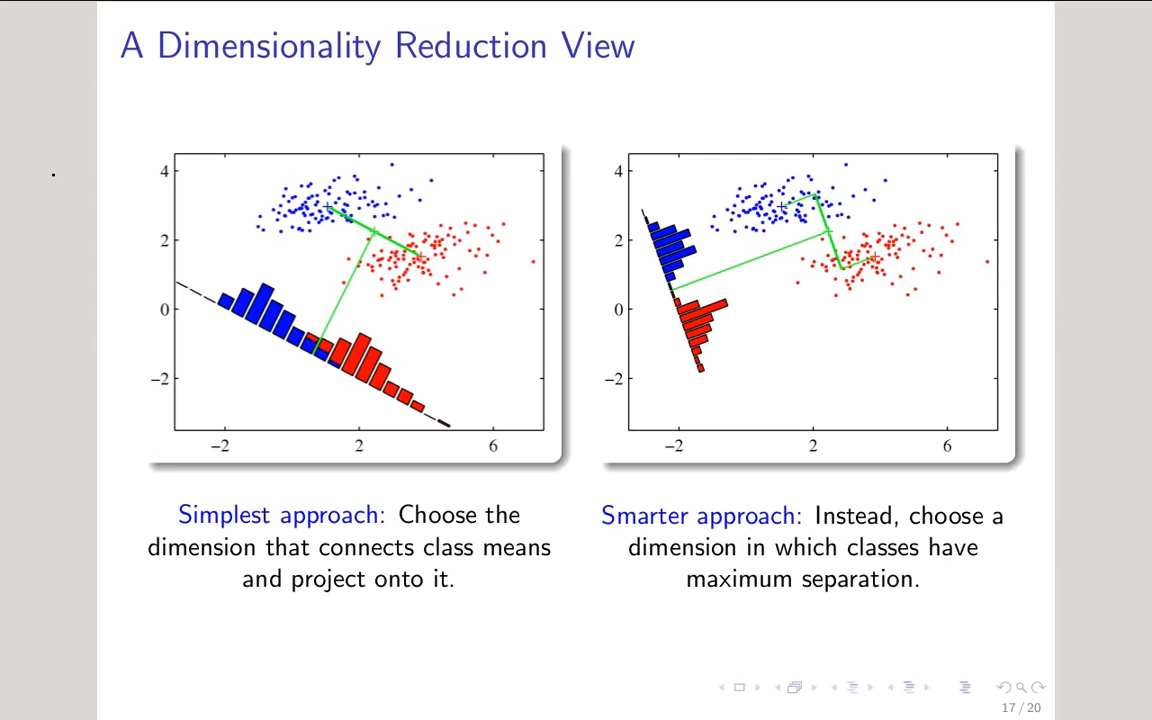 A Dimensionality Reduction View
4
2
0
−2
−2
2
6
4
2
0
−2
−2
2
6
Simplest approach: Choose the
dimension that connects class means
and project onto it.
Smarter approach: Instead, choose a
dimension in which classes have
maximum separation.
17 / 20